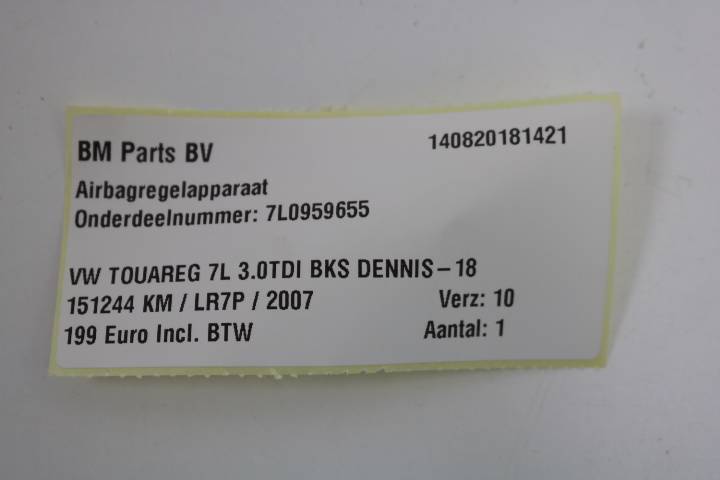 BM Parts BV 140820181421
Airbagregelapparaat
Onderdeelnummer: 7L0959655
VW TOUAREG 7L 3.0TDI BKS DENNIS-18
151244 KM / LR7P / 2007 Verz: 10
199 Euro Incl. BTW Aantal: 1